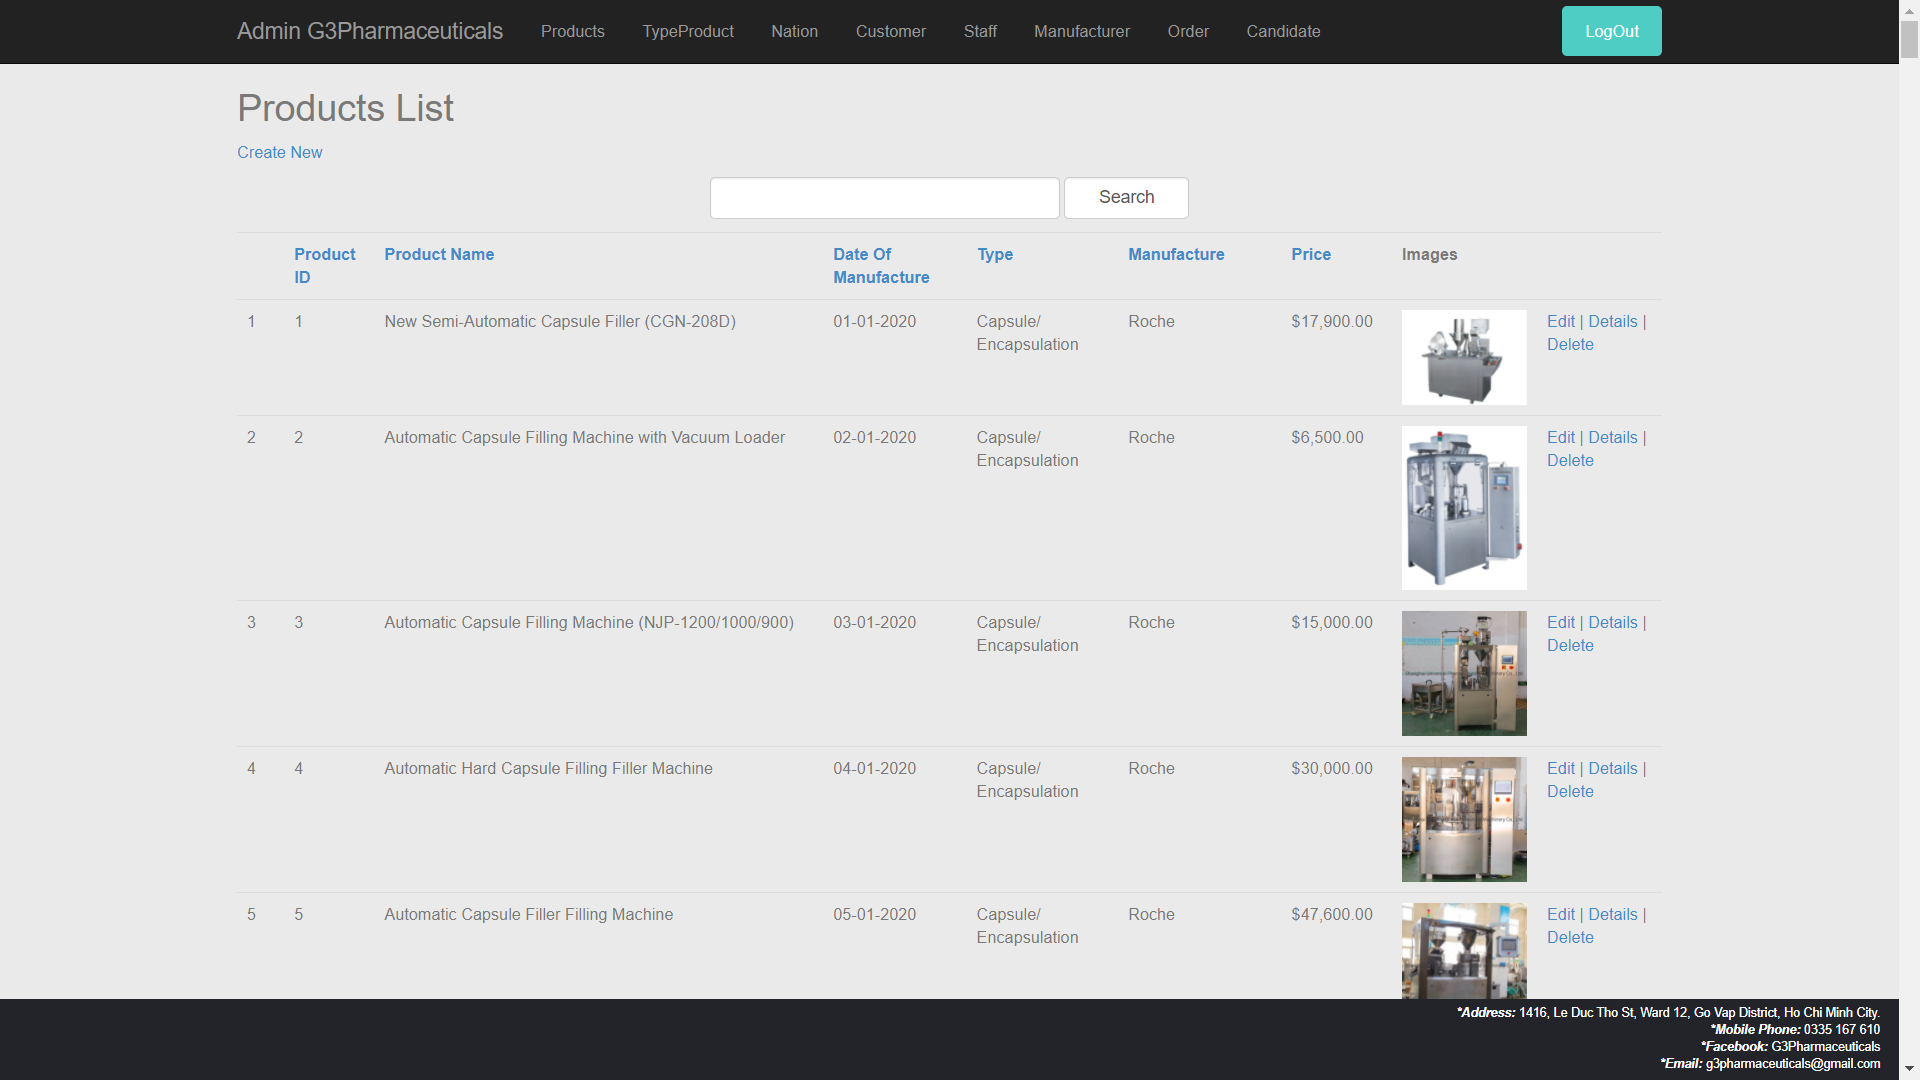 Admin G3Pharmaceuticals Products TypeProduct Nation Customer Staff Manufacturer Order Candidate LogOut
Products List
Create New
Search
Product ID Product Name Date Of Manufacture Type Manufacture Price Images
1 1 New Semi-Automatic Capsule Filler (CGN-208D) 01-01-2020 Capsule/ Encapsulation Roche $17,900.00 Edit | Details | Delete
2 2 Automatic Capsule Filling Machine with Vacuum Loader 02-01-2020 Capsule/ Encapsulation Roche $6,500.00 Edit | Details | Delete
3 3 Automatic Capsule Filling Machine (NJP-1200/1000/900) 03-01-2020 Capsule/ Encapsulation Roche $15,000.00 Edit | Details | Delete
4 4 Automatic Hard Capsule Filling Filler Machine 04-01-2020 Capsule/ Encapsulation Roche $30,000.00 Edit | Details | Delete
5 5 Automatic Capsule Filler Filling Machine 05-01-2020 Capsule/ Encapsulation Roche $47,600.00 Edit | Details | Delete
*Address: 1416, Le Duc Tho St, Ward 12, Go Vap District, Ho Chi Minh City.
*Mobile Phone: 0335 167 610
*Facebook: G3Pharmaceuticals
*Email: g3pharmaceuticals@gmail.com